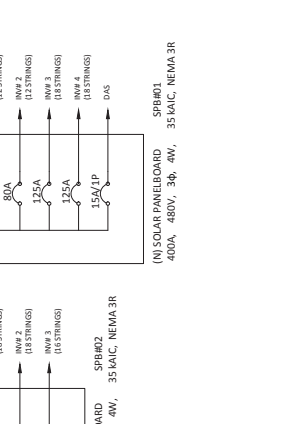 (12 STRINGS)
INV# 2
(12 STRINGS)
80A
INV# 3
(18 STRINGS)
125A
INV# 4
(18 STRINGS)
125A
DAS
15A/1P
(N) SOLAR PANELBOARD SPB#01
400A, 480V, 3ф, 4W, 35 kAIC, NEMA 3R
INV# 2
(18 STRINGS)
INV# 3
(16 STRINGS)
SPB#02
4W, 35 kAIC, NEMA 3R